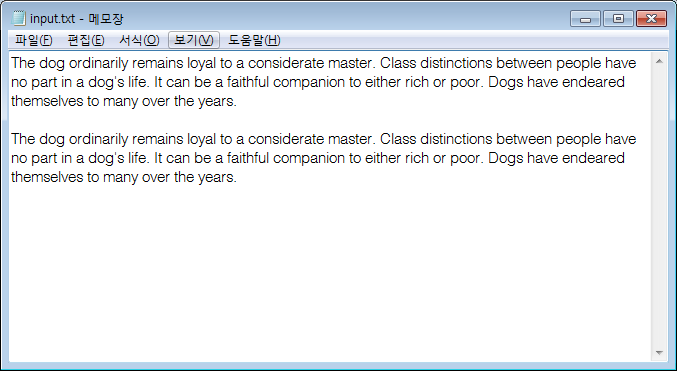 input.txt - 메모장
파일(F) 편집(E) 서식(O) 보기(V) 도움말(H)
The dog ordinarily remains loyal to a considerate master. Class distinctions between people have
no part in a dog's life. It can be a faithful companion to either rich or poor. Dogs have endeared
themselves to many over the years.

The dog ordinarily remains loyal to a considerate master. Class distinctions between people have
no part in a dog's life. It can be a faithful companion to either rich or poor. Dogs have endeared
themselves to many over the years.